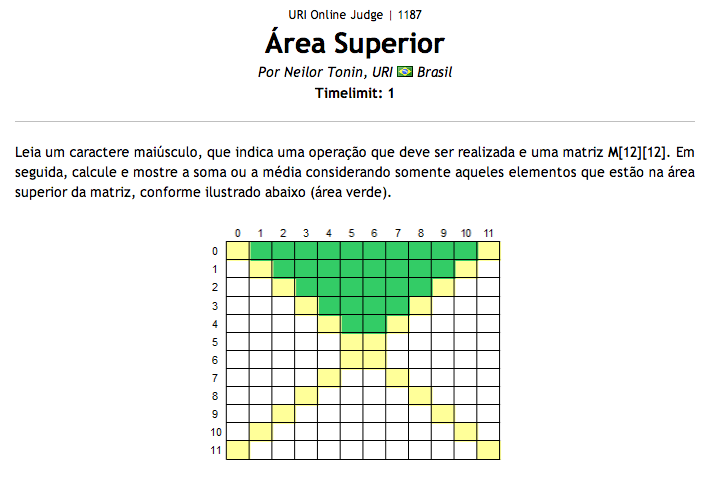 URI Online Judge | 1187
Área Superior
Por Neilor Tonin, URI Brasil
Timelimit: 1
Leia um caractere maiúsculo, que indica uma operação que deve ser realizada e uma matriz M[12][12]. Em
seguida, calcule e mostre a soma ou a média considerando somente aqueles elementos que estão na área
superior da matriz, conforme ilustrado abaixo (área verde).
0 1 2 3 4 5 6 7 8 9 10 11
0
1
2
3
4
5
6
7
8
9
10
11